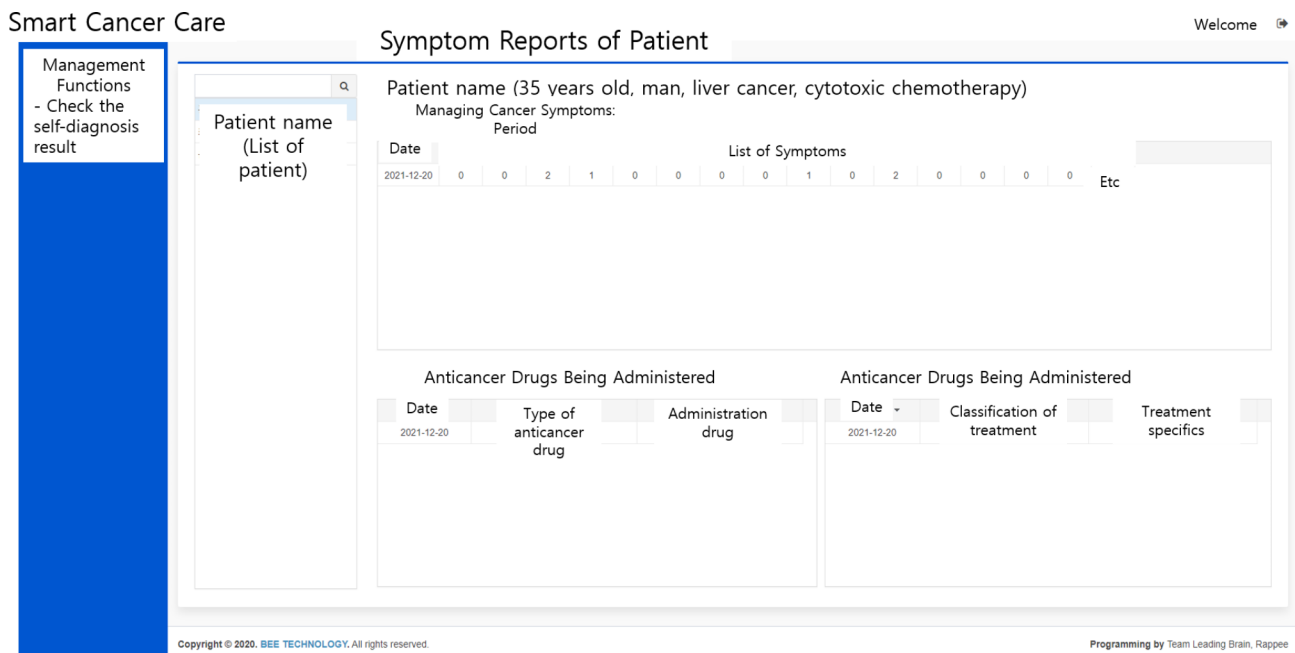 Smart Cancer Care
Welcome
Symptom Reports of Patient
Management
Functions
- Check the
self-diagnosis
result
Patient name
(List of
patient)
Patient name (35 years old, man, liver cancer, cytotoxic chemotherapy)
Managing Cancer Symptoms:
Period
Date List of Symptoms
2021-12-20 0 0 2 1 0 0 0 0 1 0 2 0 0 0 0 Etc
Anticancer Drugs Being Administered
Date Type of anticancer drug Administration drug
2021-12-20
Anticancer Drugs Being Administered
Date Classification of treatment Treatment specifics
2021-12-20
Copyright © 2020. BEE TECHNOLOGY. All rights reserved.
Programming by Team Leading Brain, Rappee